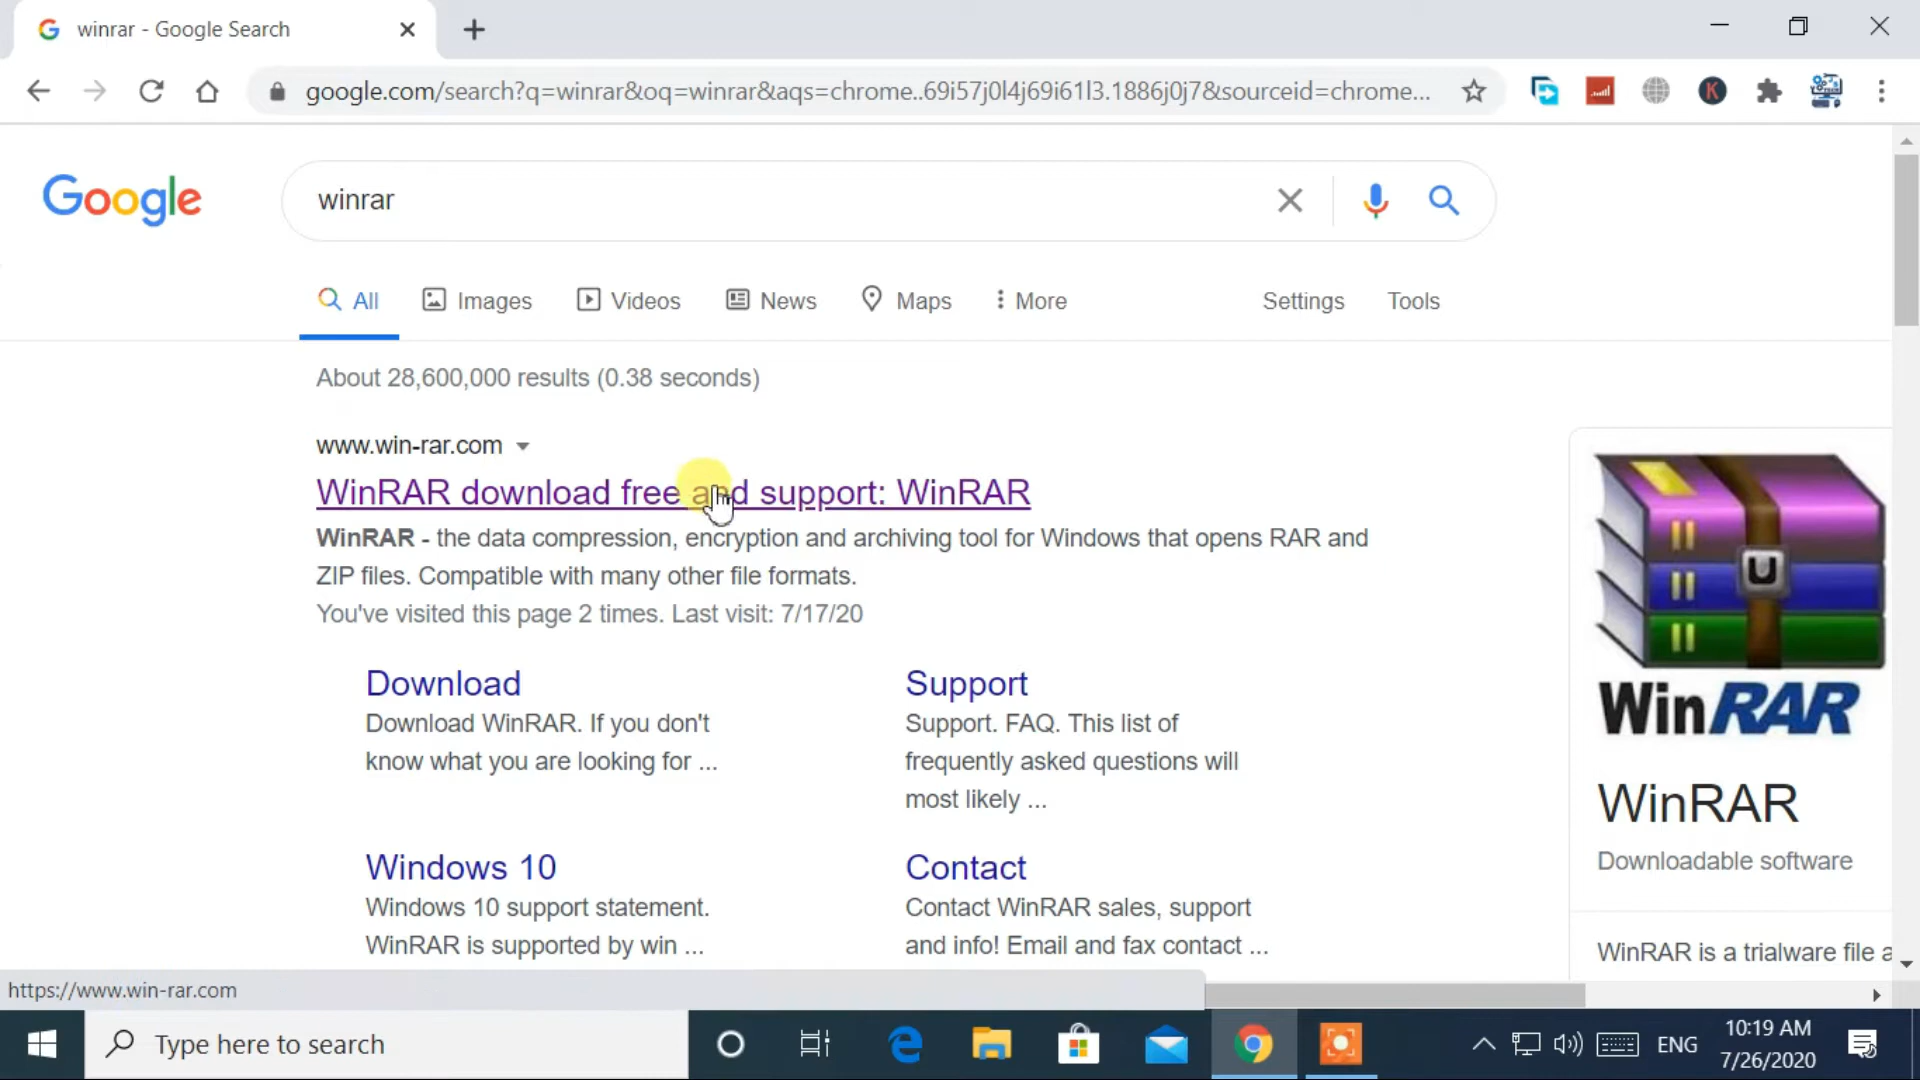 winrar - Google Search
google.com/search?q=winrar&oq=winrar&aqs=chrome..69i57j0l4j69i61l3.1886j0j7&sourceid=chrome...
K
Google
winrar
All
Images
Videos
News
Maps
More
Settings
Tools
About 28,600,000 results (0.38 seconds)
www.win-rar.com
WinRAR download free and support: WinRAR
WinRAR - the data compression, encryption and archiving tool for Windows that opens RAR and
ZIP files. Compatible with many other file formats.
You've visited this page 2 times. Last visit: 7/17/20
Download
Download WinRAR. If you don't
know what you are looking for ...
Support
Support. FAQ. This list of
frequently asked questions will
most likely ...
Windows 10
Windows 10 support statement.
WinRAR is supported by win ...
Contact
Contact WinRAR sales, support
and info! Email and fax contact ...
WinRAR
WinRAR
Downloadable software
WinRAR is a trialware file a
https://www.win-rar.com
Type here to search
ENG
10:19 AM
7/26/2020